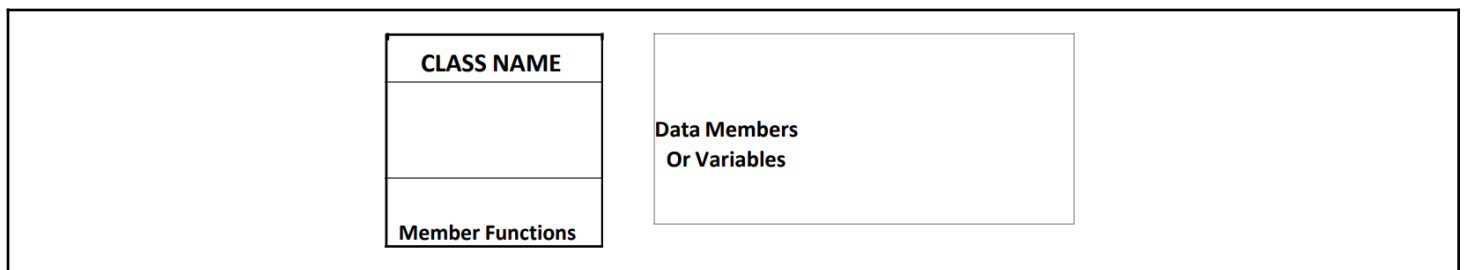 CLASS NAME
Data Members
Or Variables
Member Functions